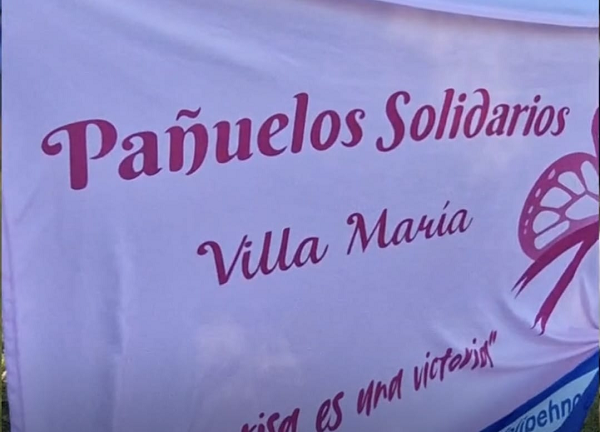 Pañuelos Solidarios
Villa María
es una victoria"